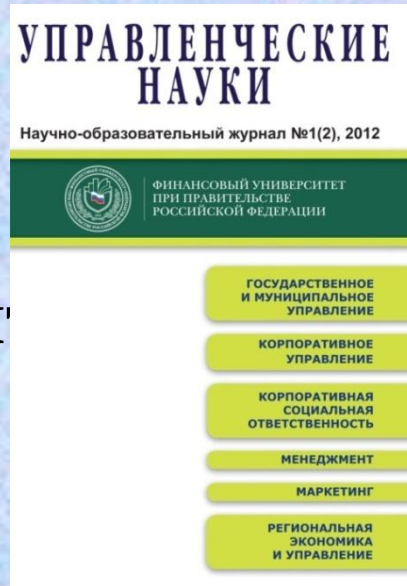 УПРАВЛЕНЧЕСКИЕ
НАУКИ
Научно-образовательный журнал №1(2), 2012
ФИНАНСОВЫЙ УНИВЕРСИТЕТ
ПРИ ПРАВИТЕЛЬСТВЕ
РОССИЙСКОЙ ФЕДЕРАЦИИ
ГОСУДАРСТВЕННОЕ
И МУНИЦИПАЛЬНОЕ
УПРАВЛЕНИЕ
КОРПОРАТИВНОЕ
УПРАВЛЕНИЕ
КОРПОРАТИВНАЯ
СОЦИАЛЬНАЯ
ОТВЕТСТВЕННОСТЬ
МЕНЕДЖМЕНТ
МАРКЕТИНГ
РЕГИОНАЛЬНАЯ
ЭКОНОМИКА
И УПРАВЛЕНИЕ